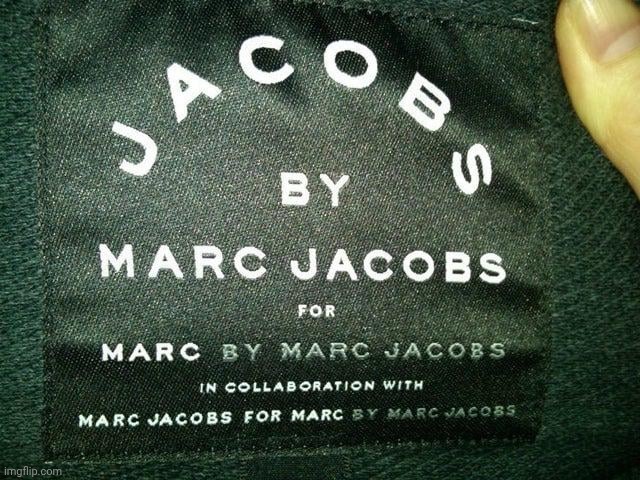 JACOBS
BY
MARC JACOBS
FOR
MARC BY MARC JACOBS
IN COLLABORATION WITH
MARC JACOBS FOR MARC BY MARC JACOBS
imgflip.com